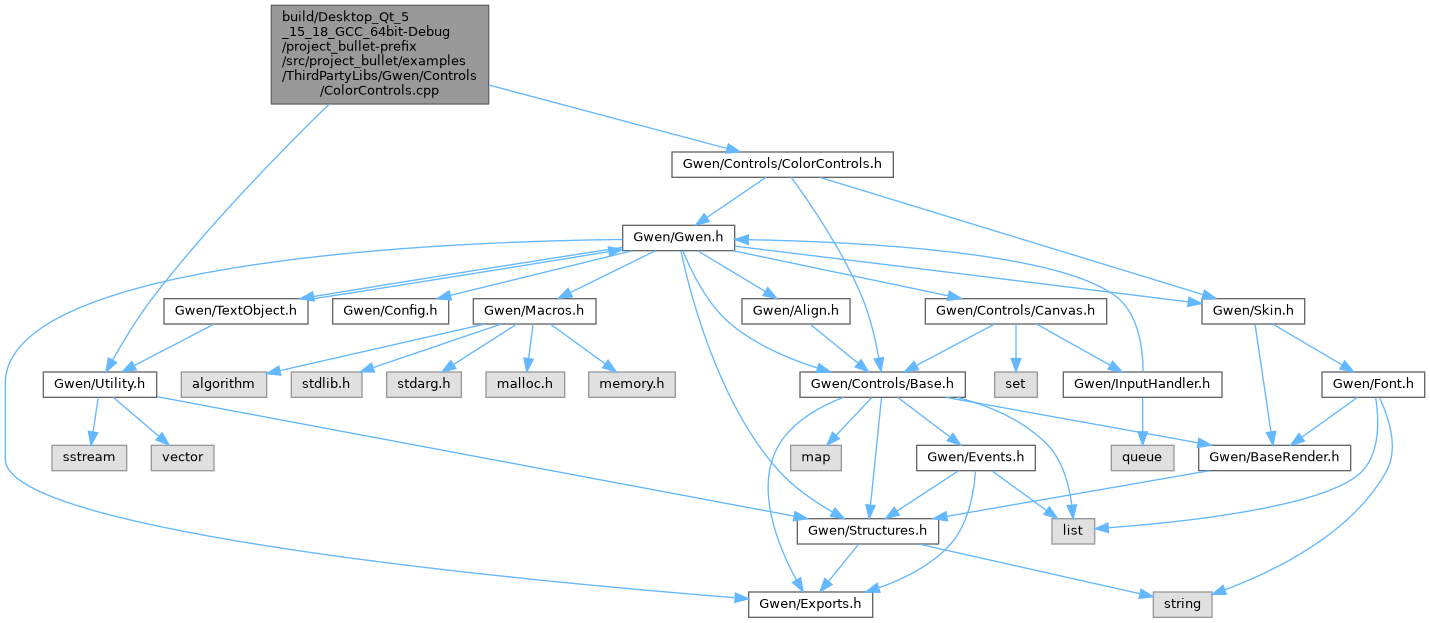 build/Desktop_Qt_5
_15_18_GCC_64bit-Debug
/project_bullet-prefix
/src/project_bullet/examples
/ThirdPartyLibs/Gwen/Controls
/ColorControls.cpp
Gwen/Controls/ColorControls.h
Gwen/Gwen.h
Gwen/TextObject.h
Gwen/Config.h
Gwen/Macros.h
Gwen/Align.h
Gwen/Controls/Canvas.h
Gwen/Skin.h
Gwen/Utility.h
algorithm
stdlib.h
stdarg.h
malloc.h
memory.h
Gwen/Controls/Base.h
set
Gwen/InputHandler.h
Gwen/Font.h
sstream
vector
map
Gwen/Events.h
queue
Gwen/BaseRender.h
Gwen/Structures.h
list
Gwen/Exports.h
string